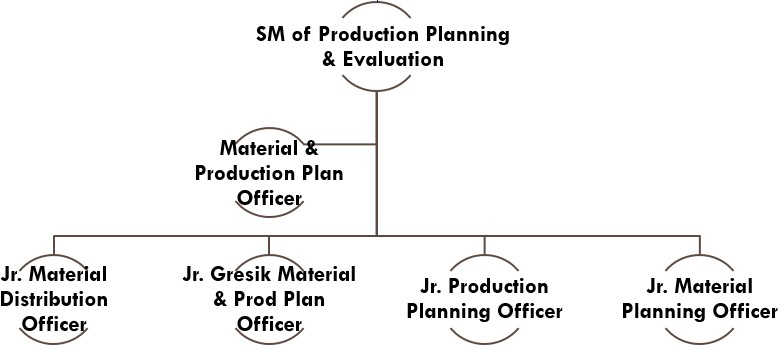 SM of Production Planning
& Evaluation
Material &
Production Plan
Officer
Jr. Material
Distribution
Officer
Jr. Gresik Material
& Prod Plan
Officer
Jr. Production
Planning Officer
Jr. Material
Planning Officer